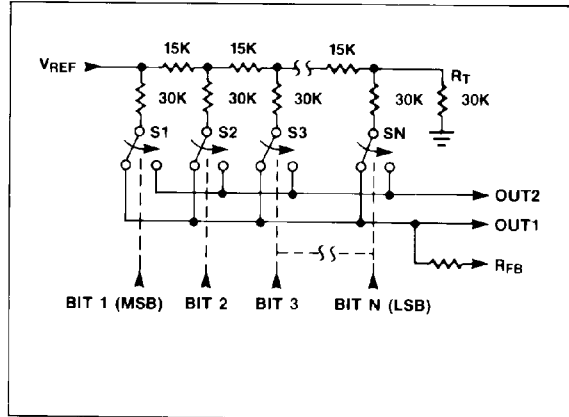 15K 15K 15K
VREF RT
30K 30K 30K 30K 30K
S1 S2 S3 SN
OUT2
OUT1
RFB
BIT 1 (MSB) BIT 2 BIT 3 BIT N (LSB)